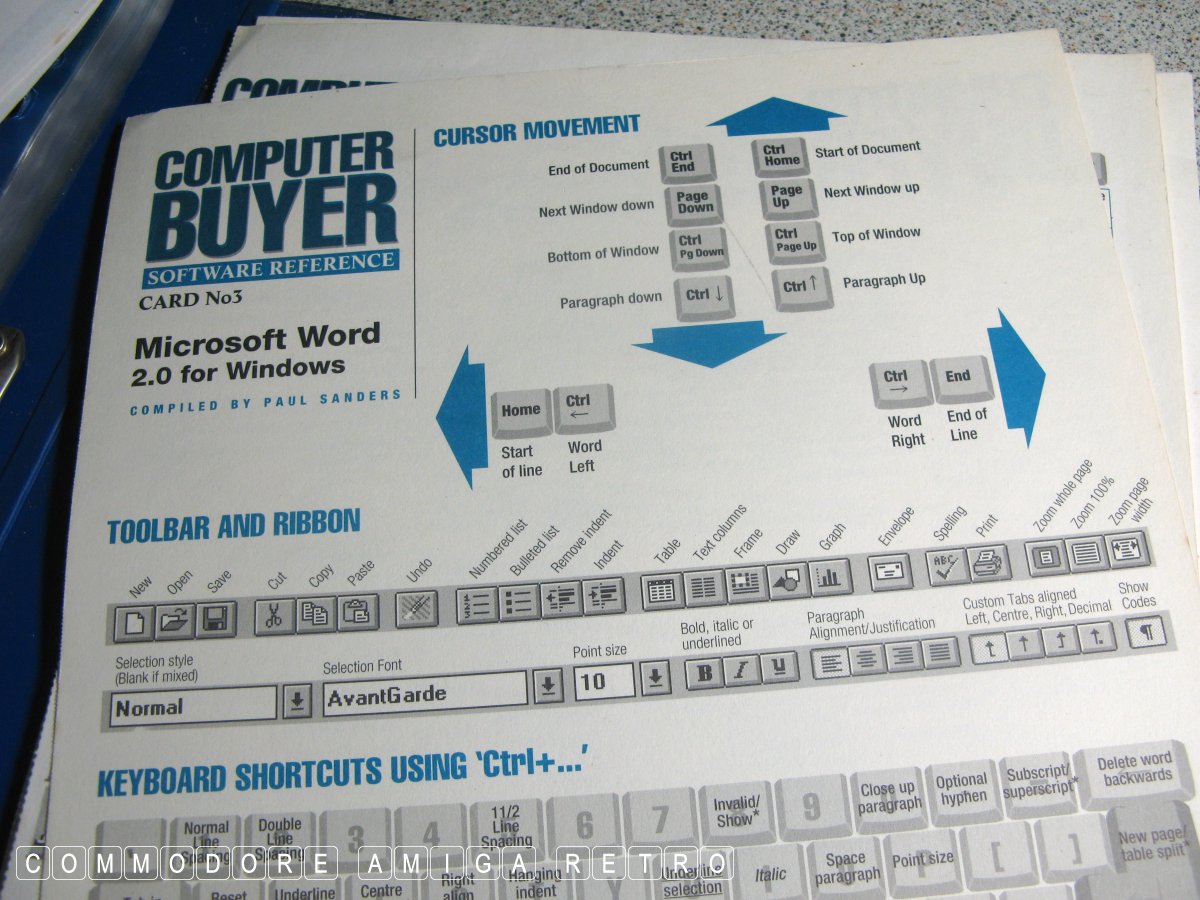 COMPUTER
COMPUTER
BUYER
SOFTWARE REFERENCE
CARD No3
Microsoft Word
2.0 for Windows
COMPILED BY PAUL SANDERS
CURSOR MOVEMENT
End of Document
Ctrl
End
Ctrl
Home
Start of Document
Next Window down
Page
Down
Page
Up
Next Window up
Bottom of Window
Ctrl
Pg Down
Ctrl
Page Up
Top of Window
Paragraph down
Ctrl ↓
Ctrl ↑
Paragraph Up
Home
Ctrl
←
Start
of line
Word
Left
Ctrl
→
End
Word
Right
End of
Line
TOOLBAR AND RIBBON
New
Open
Save
Cut
Copy
Paste
Undo
Numbered list
Bulleted list
Remove indent
Indent
Table
Text columns
Frame
Draw
Graph
Envelope
Spelling
Print
Zoom whole page
Zoom 100%
Zoom page
width
ABC
Selection style
(Blank if mixed)
Selection Font
Point size
Bold, italic or
underlined
Paragraph
Alignment/Justification
Custom Tabs aligned
Left, Centre, Right, Decimal
Show
Codes
Normal
AvantGarde
10
B I U
¶
KEYBOARD SHORTCUTS USING ‘Ctrl+...’
Normal
Line
Spacing
Double
Line
Spacing
3
4
11/2
Line
Spacing
6
7
Invalid/
Show*
9
Close up
paragraph
Optional
hyphen
Subscript/
superscript*
Delete word
backwards
Reset
Underline
Centre
Right
align
Hanging
indent
Y
Underline
selection
Italic
Space
paragraph
Point size
[
]
New page/
table split*
COMMODORE AMIGA RETRO